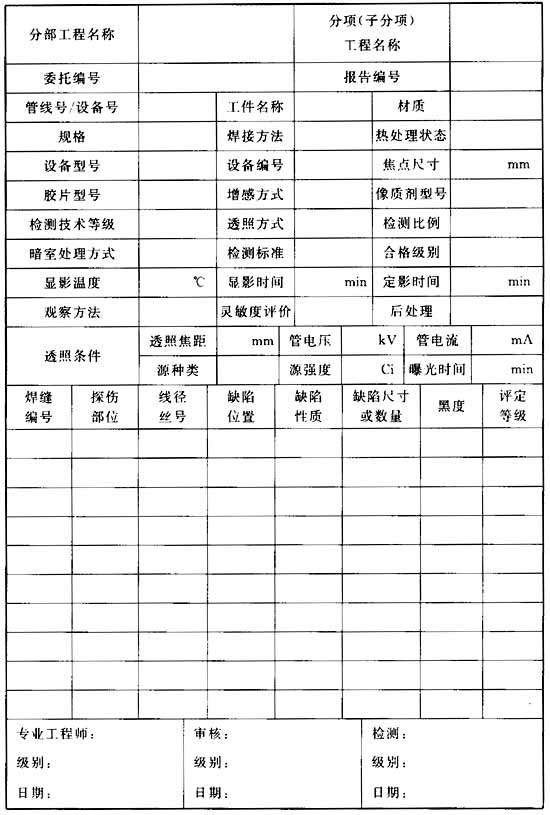 分部工程名称 分项(子分项)
工程名称
委托编号 报告编号
管线号/设备号 工件名称 材质
规格 焊接方法 热处理状态
设备型号 设备编号 焦点尺寸 mm
胶片型号 增感方式 像质剂型号
检测技术等级 透照方式 检测比例
暗室处理方式 检测标准 合格级别
显影温度 ℃ 显影时间 min 定影时间 min
观察方法 灵敏度评价 后处理
透照条件 透照焦距 mm 管电压 kV 管电流 mA
源种类 源强度 Ci 曝光时间 min
焊缝 探伤 线径 缺陷 缺陷 缺陷尺寸 黑度 评定
编号 部位 丝号 位置 性质 或数量 等级
专业工程师: 审核: 检测:
级别: 级别: 级别:
日期: 日期: 日期: